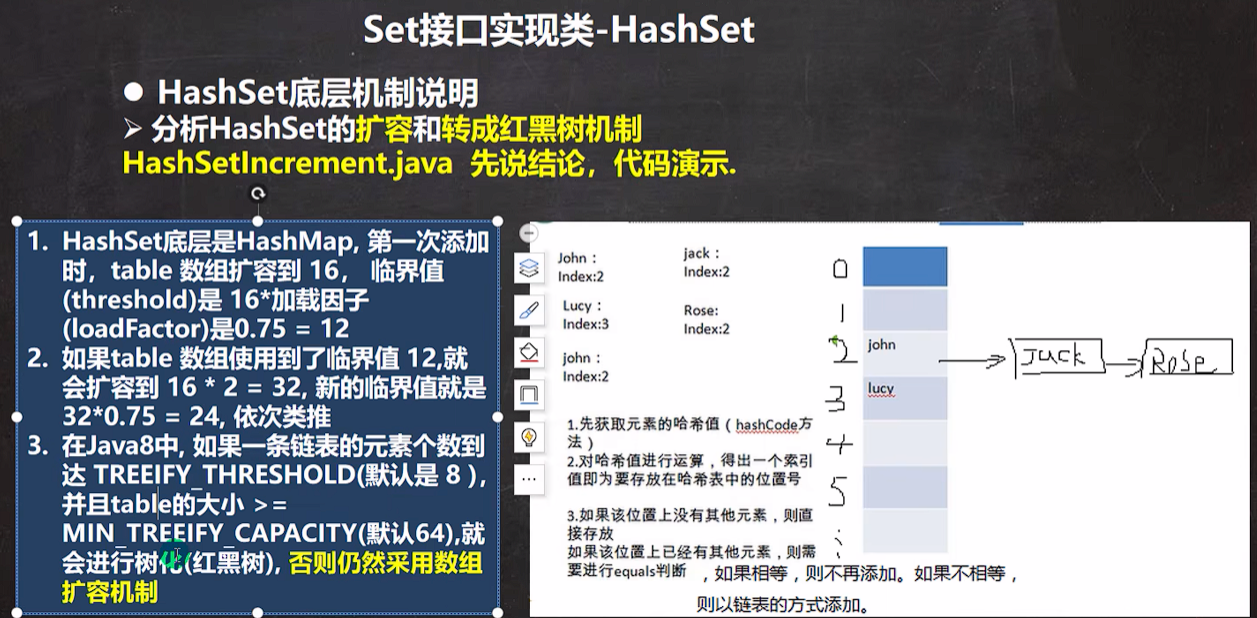 Set接口实现类-HashSet
● HashSet底层机制说明
➢ 分析HashSet的扩容和转成红黑树机制
HashSetIncrement.java 先说结论，代码演示.
1. HashSet底层是HashMap, 第一次添加
时，table 数组扩容到 16， 临界值
(threshold)是 16*加载因子
(loadFactor)是0.75 = 12
2. 如果table 数组使用到了临界值 12,就
会扩容到 16 * 2 = 32, 新的临界值就是
32*0.75 = 24, 依次类推
3. 在Java8中, 如果一条链表的元素个数到
达 TREEIFY_THRESHOLD(默认是 8 ),
并且table的大小 >=
MIN_TREEIFY_CAPACITY(默认64),就
会进行树化(红黑树), 否则仍然采用数组
扩容机制
John：
Index:2
jack：
Index:2
Lucy：
Index:3
Rose:
Index:2
john：
Index:2
1.先获取元素的哈希值（hashCode方
法）
2.对哈希值进行运算，得出一个索引
值即为要存放在哈希表中的位置号
3.如果该位置上没有其他元素，则直
接存放
如果该位置上已经有其他元素，则需
要进行equals判断 ，如果相等，则不再添加。如果不相等，
则以链表的方式添加。
0
1
2 john Jack Rose
3 lucy
4
5